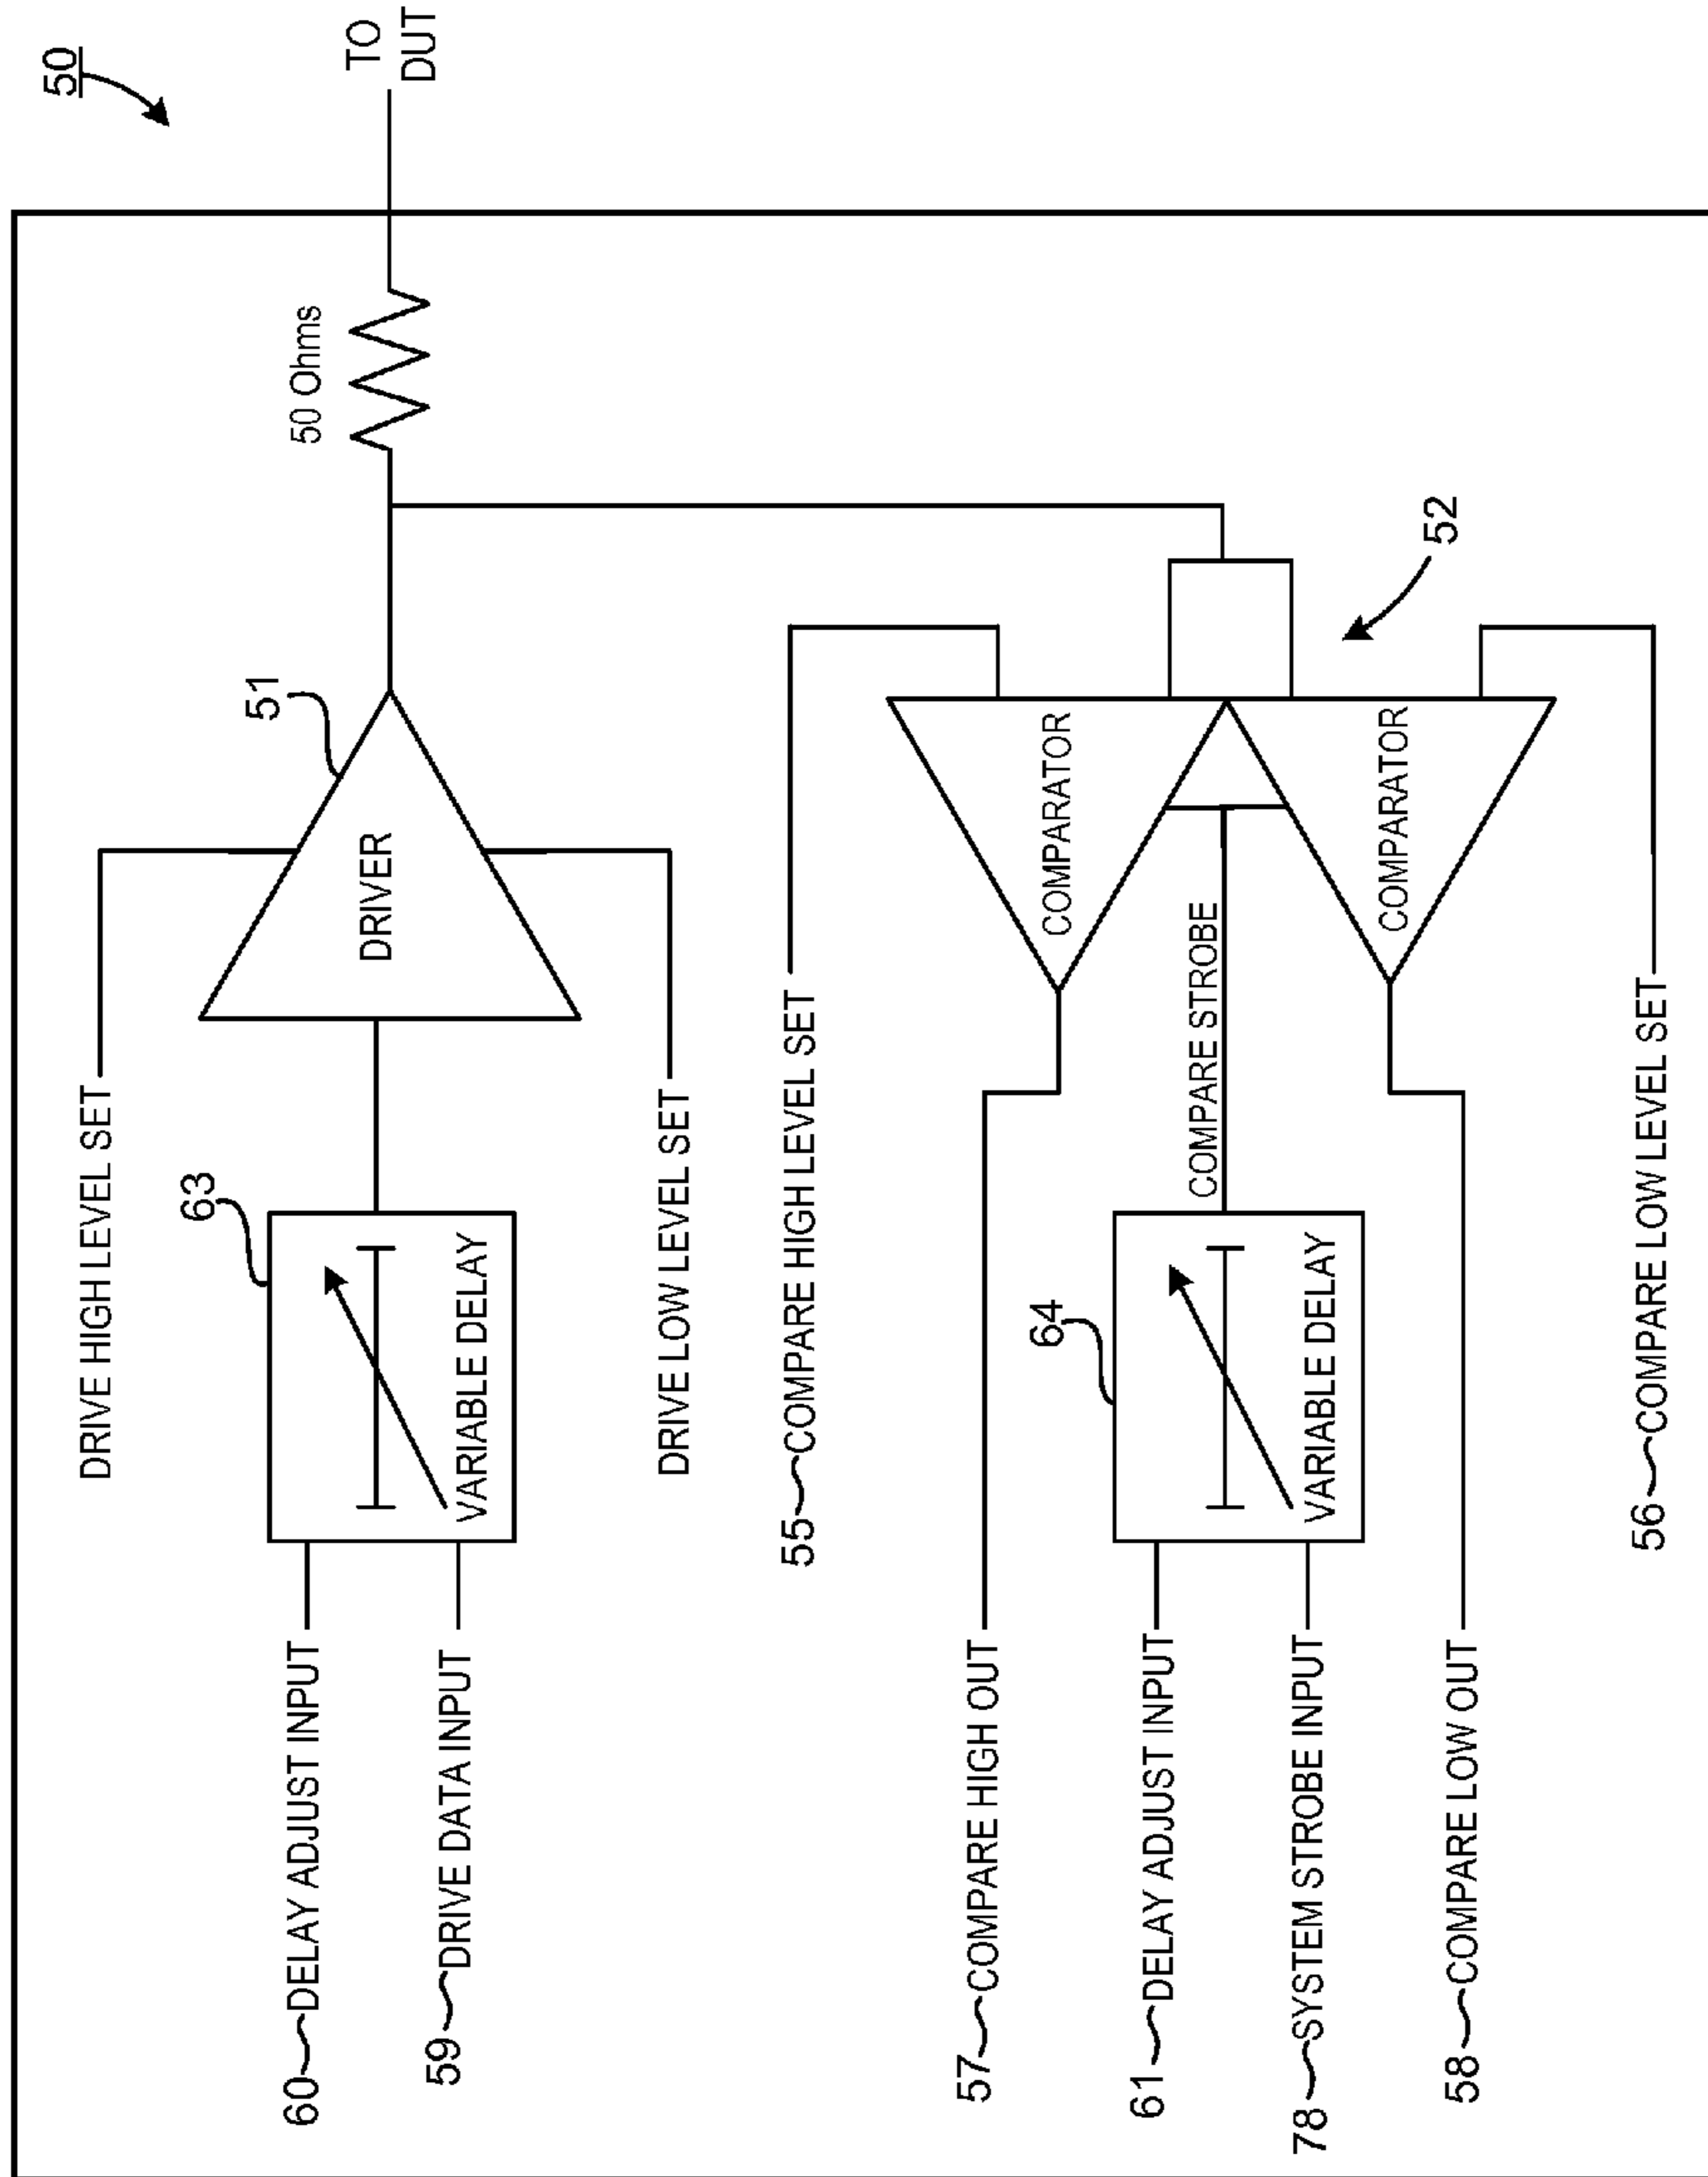 50
TO
DUT
50 Ohms
51
DRIVE HIGH LEVEL SET
DRIVER
63
VARIABLE DELAY
60 DELAY ADJUST INPUT
59 DRIVE DATA INPUT
DRIVE LOW LEVEL SET
55 COMPARE HIGH LEVEL SET
52
COMPARATOR
57 COMPARE HIGH OUT
COMPARE STROBE
64
61 DELAY ADJUST INPUT
VARIABLE DELAY
78 SYSTEM STROBE INPUT
COMPARATOR
58 COMPARE LOW OUT
56 COMPARE LOW LEVEL SET